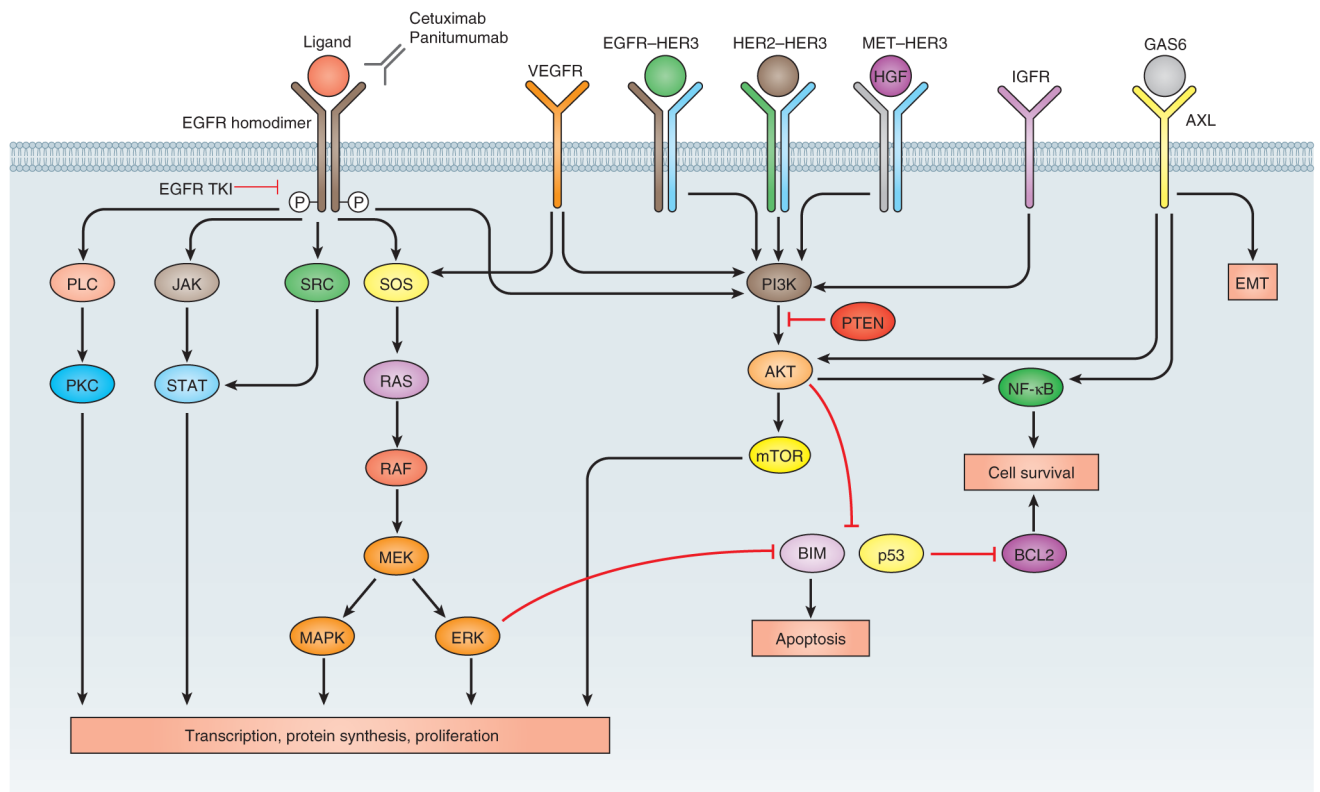 Cetuximab
Panitumumab
Ligand
EGFR–HER3
HER2–HER3
MET–HER3
GAS6
VEGFR
HGF
IGFR
EGFR homodimer
AXL
EGFR TKI
P
P
PLC
JAK
SRC
SOS
PI3K
EMT
PTEN
PKC
STAT
RAS
AKT
NF-κB
RAF
mTOR
Cell survival
MEK
BIM
p53
BCL2
MAPK
ERK
Apoptosis
Transcription, protein synthesis, proliferation